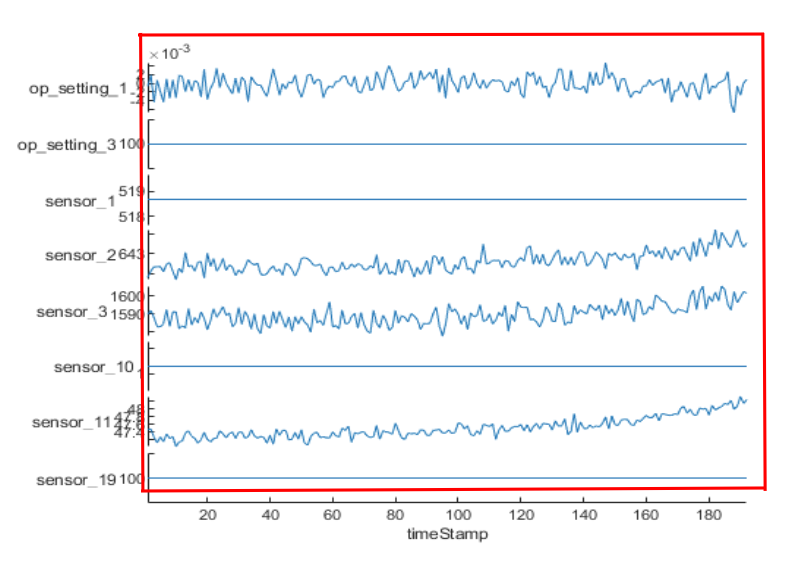 ×10⁻³
op_setting_1
op_setting_3 100
519
sensor_1
518
sensor_2 643
1600
sensor_3 1590
sensor_10
48
sensor_11
47.4
sensor_19 100
20 40 60 80 100 120 140 160 180
timeStamp